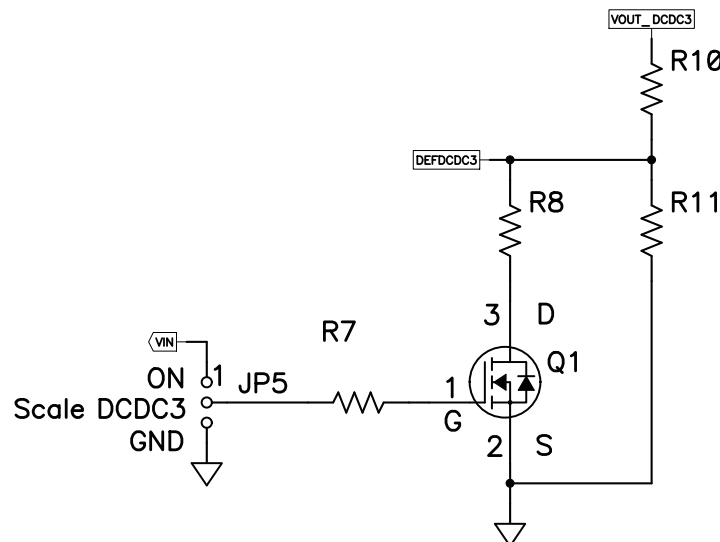 VOUT_DCDC3
R10
DEFDCDC3
R8
R11
3 D
R7
VIN
Q1
ON 1 JP5
1
Scale DCDC3
G
GND
2 S